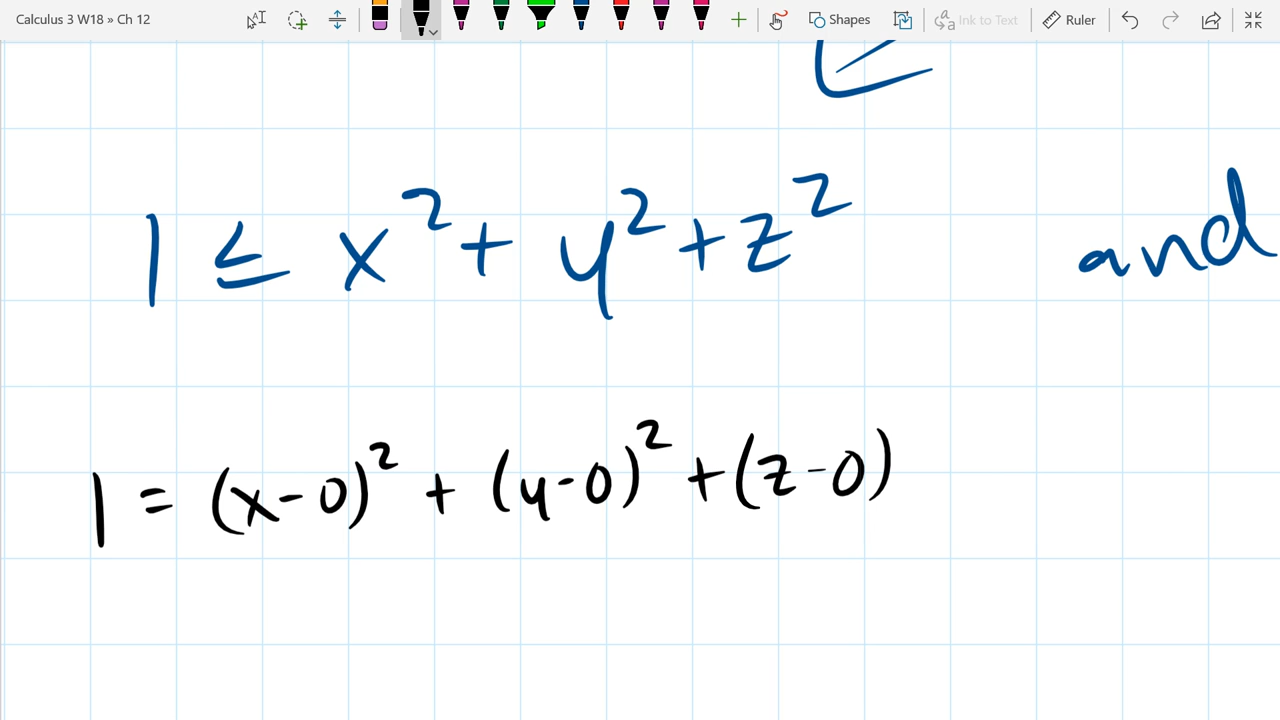 Calculus 3 W18 » Ch 12 Shapes Ink to Text Ruler
1 ≤ x² + y² + z² and
1 = (x-0)² + (y-0)² + (z-0)